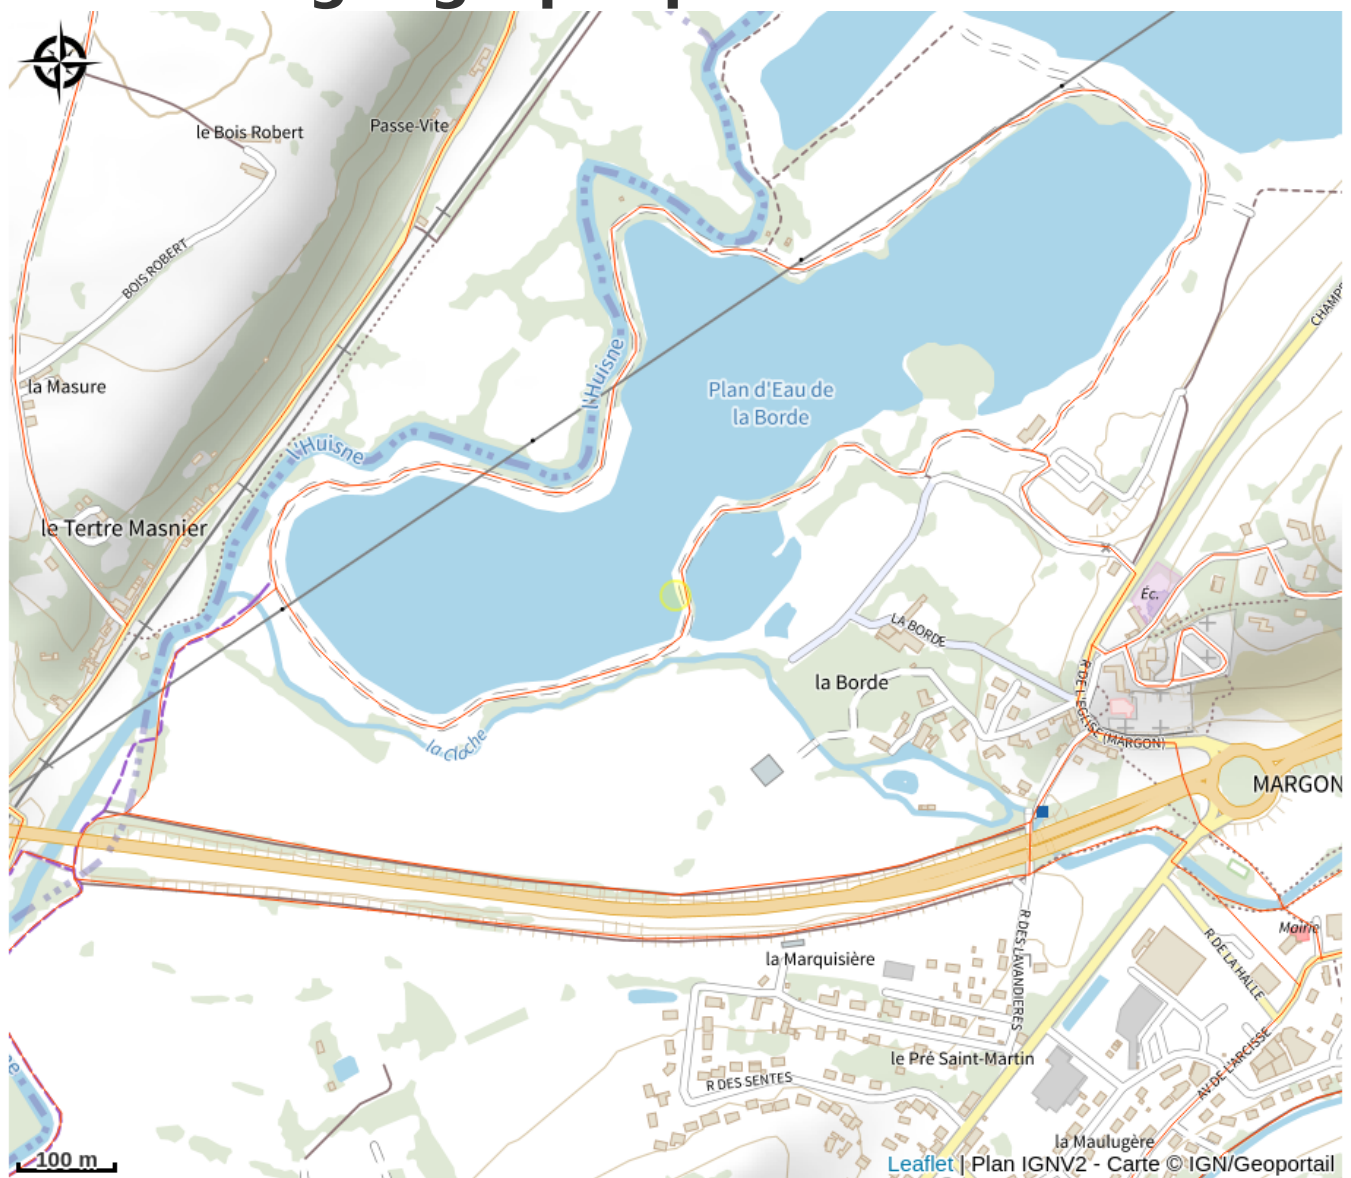 le Bois Robert
Passe-Vite
BOIS ROBERT
CHAMPS
la Masure
l'Huisne
Plan d'Eau de
la Borde
l'Huisne
le Tertre Masnier
Éc.
LA BORDE
la Borde
R DE L'EGLISE (MARGON)
la Cloche
MARGON
R DES LAVANDIERES
Mairie
la Marquisière
R DE LA HALLE
le Pré Saint-Martin
R DES SENTES
AV DE L'ARCISSE
la Maulugère
100 m
Leaflet | Plan IGNV2 - Carte © IGN/Geoportail